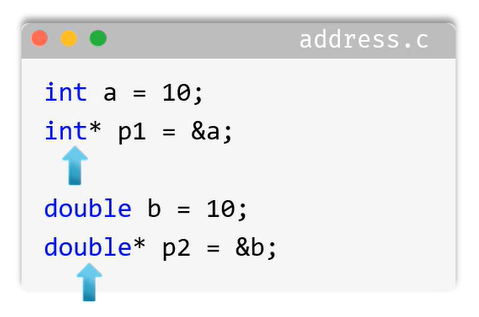 address.c
int a = 10;
int* p1 = &a;
double b = 10;
double* p2 = &b;